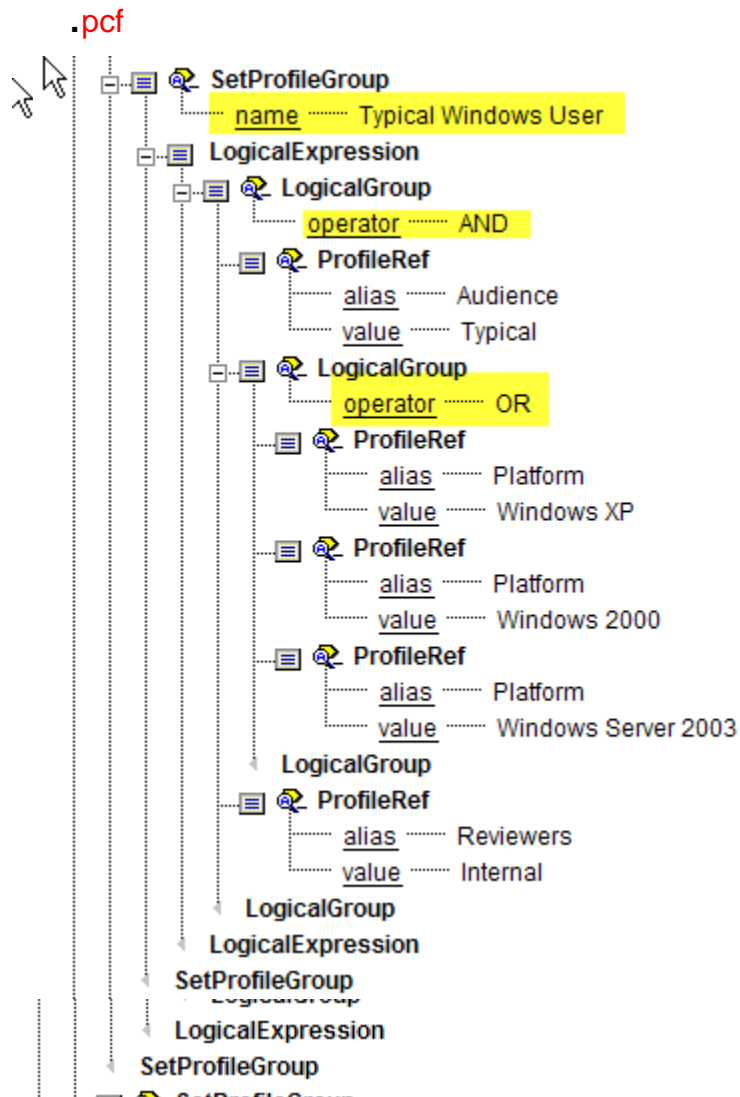 .pcf
SetProfileGroup
name Typical Windows User
LogicalExpression
LogicalGroup
operator AND
ProfileRef
alias Audience
value Typical
LogicalGroup
operator OR
ProfileRef
alias Platform
value Windows XP
ProfileRef
alias Platform
value Windows 2000
ProfileRef
alias Platform
value Windows Server 2003
LogicalGroup
ProfileRef
alias Reviewers
value Internal
LogicalGroup
LogicalExpression
SetProfileGroup
LogicalGroup
LogicalExpression
SetProfileGroup
SetProfileGroup